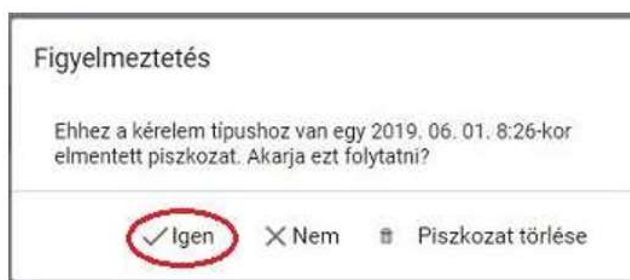 Figyelmeztetés
Ehhez a kérelem típushoz van egy 2019. 06. 01. 8:26-kor
elmentett piszkozat. Akarja ezt folytatni?
Igen Nem Piszkozat törlése